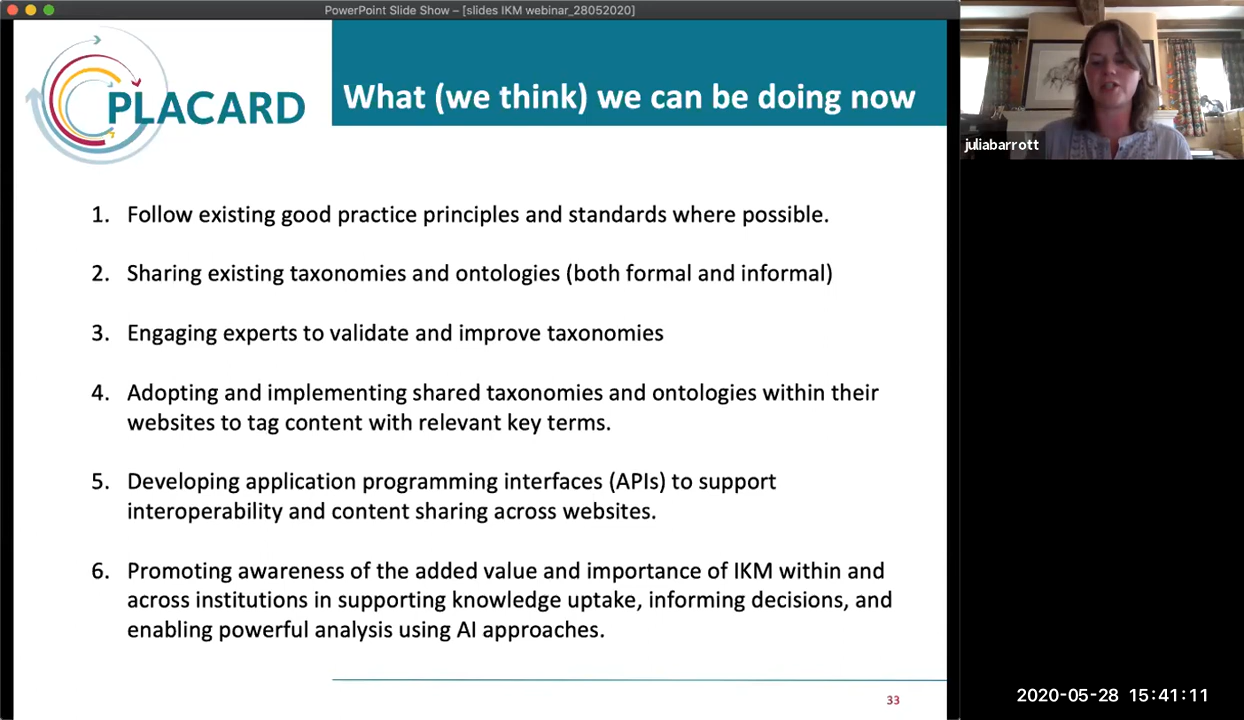 PowerPoint Slide Show – [slides IKM webinar_28052020]
PLACARD
What (we think) we can be doing now
juliabarrott
1. Follow existing good practice principles and standards where possible.
2. Sharing existing taxonomies and ontologies (both formal and informal)
3. Engaging experts to validate and improve taxonomies
4. Adopting and implementing shared taxonomies and ontologies within their
websites to tag content with relevant key terms.
5. Developing application programming interfaces (APIs) to support
interoperability and content sharing across websites.
6. Promoting awareness of the added value and importance of IKM within and
across institutions in supporting knowledge uptake, informing decisions, and
enabling powerful analysis using AI approaches.
33
2020-05-28 15:41:11